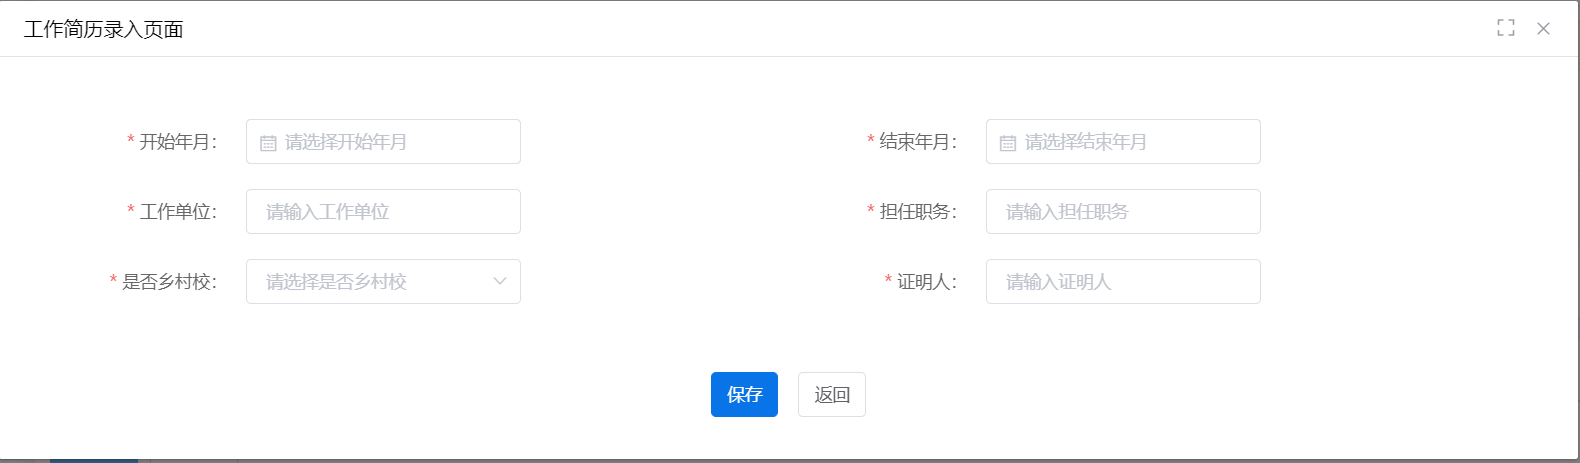 工作简历录入页面
* 开始年月： 请选择开始年月 * 结束年月： 请选择结束年月
* 工作单位： 请输入工作单位 * 担任职务： 请输入担任职务
* 是否乡村校： 请选择是否乡村校 * 证明人： 请输入证明人
保存 返回